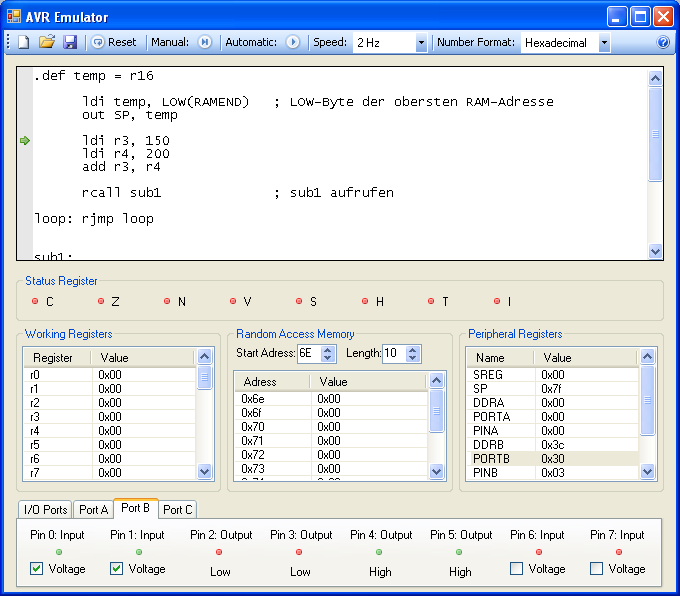 AVR Emulator
Reset Manual: Automatic: Speed: 2 Hz Number Format: Hexadecimal
.def temp = r16
ldi temp, LOW(RAMEND) ; LOW-Byte der obersten RAM-Adresse
out SP, temp
ldi r3, 150
ldi r4, 200
add r3, r4
rcall sub1 ; sub1 aufrufen
loop: rjmp loop
sub1:
Status Register
C Z N V S H T I
Working Registers
Register Value
r0 0x00
r1 0x00
r2 0x00
r3 0x00
r4 0x00
r5 0x00
r6 0x00
r7 0x00
Random Access Memory
Start Adress: 6E Length: 10
Adress Value
0x6e 0x00
0x6f 0x00
0x70 0x00
0x71 0x00
0x72 0x00
0x73 0x00
Peripheral Registers
Name Value
SREG 0x00
SP 0x7f
DDRA 0x00
PORTA 0x00
PINA 0x00
DDRB 0x3c
PORTB 0x30
PINB 0x03
I/O Ports Port A Port B Port C
Pin 0: Input Pin 1: Input Pin 2: Output Pin 3: Output Pin 4: Output Pin 5: Output Pin 6: Input Pin 7: Input
Voltage Voltage Low Low High High Voltage Voltage